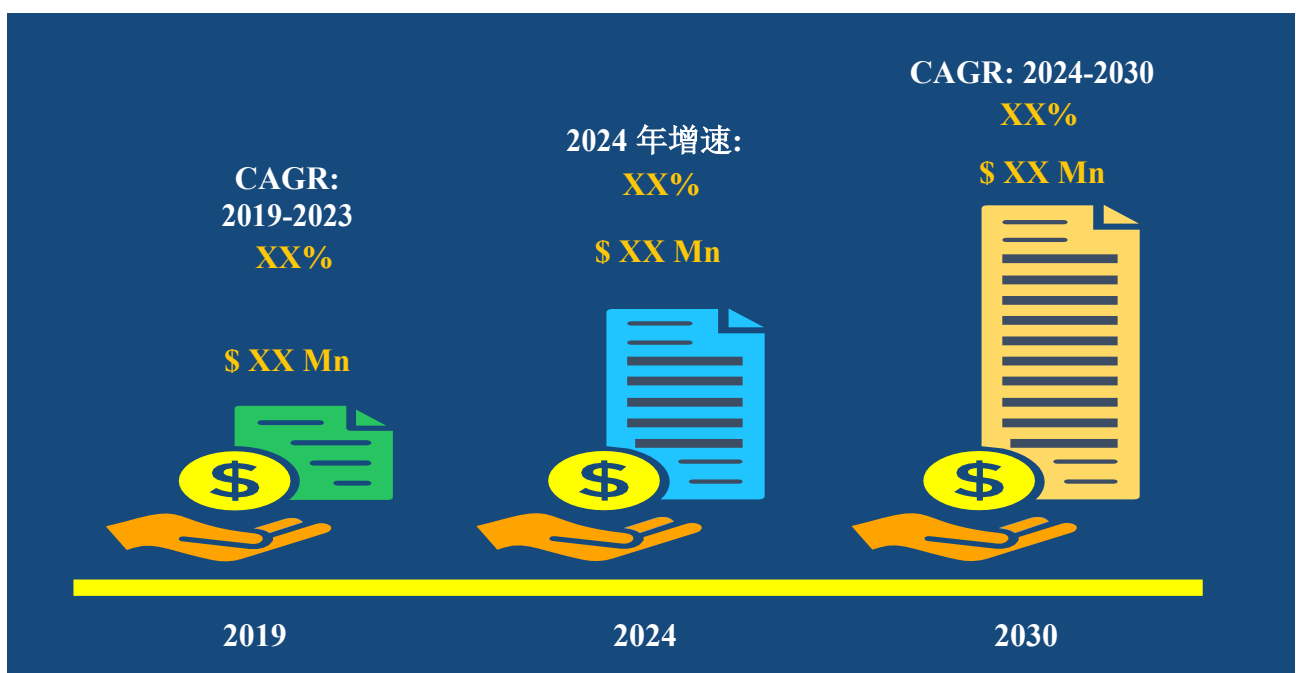 CAGR:
2019-2023
XX%
$ XX Mn
2024 年增速:
XX%
$ XX Mn
CAGR: 2024-2030
XX%
$ XX Mn
$
$
$
2019
2024
2030